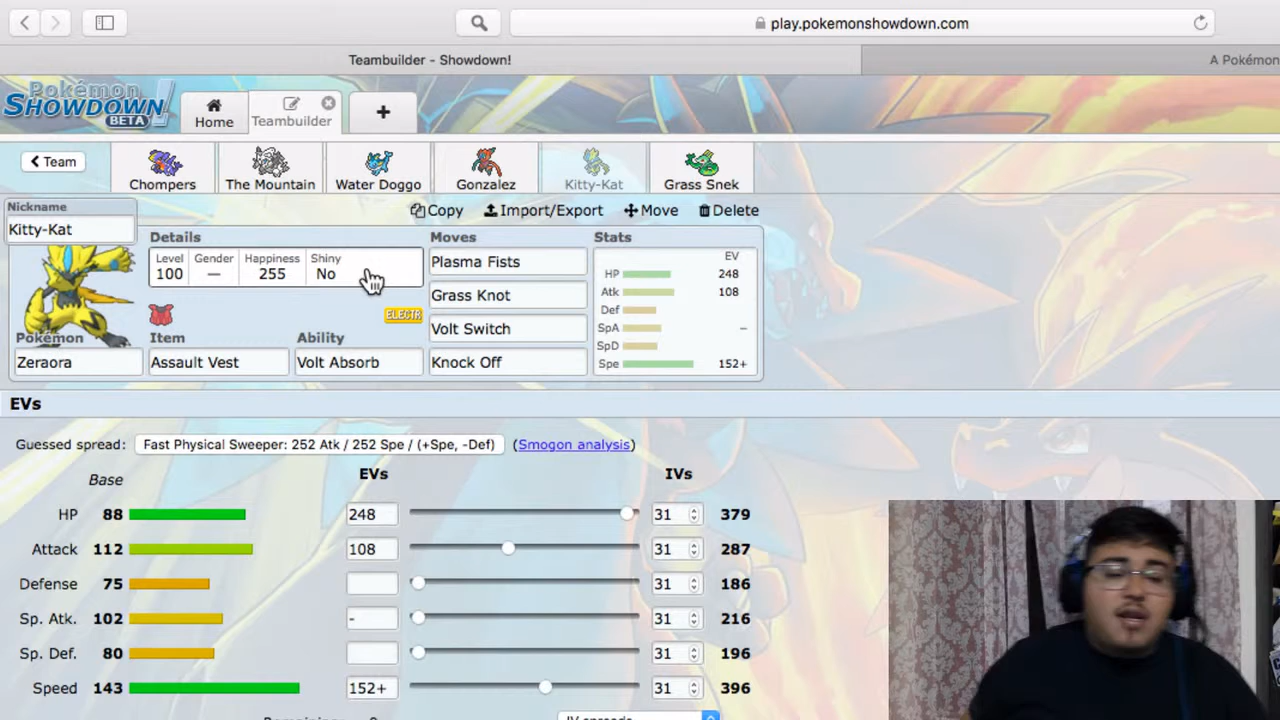 play.pokemonshowdown.com
Teambuilder - Showdown!
A Pokémon
Pokémon
SHOWDOWN!
BETA
Home
Teambuilder
+
< Team
Chompers
The Mountain
Water Doggo
Gonzalez
Kitty-Kat
Grass Snek
Nickname
Kitty-Kat
Copy
Import/Export
Move
Delete
Details
Level
100
Gender
—
Happiness
255
Shiny
No
ELECTR
Pokémon
Zeraora
Item
Assault Vest
Ability
Volt Absorb
Moves
Plasma Fists
Grass Knot
Volt Switch
Knock Off
Stats
EV
HP 248
Atk 108
Def
SpA –
SpD
Spe 152+
EVs
Guessed spread: Fast Physical Sweeper: 252 Atk / 252 Spe / (+Spe, -Def) (Smogon analysis)
Base EVs IVs
HP 88 248 31 379
Attack 112 108 31 287
Defense 75 31 186
Sp. Atk. 102 - 31 216
Sp. Def. 80 31 196
Speed 143 152+ 31 396